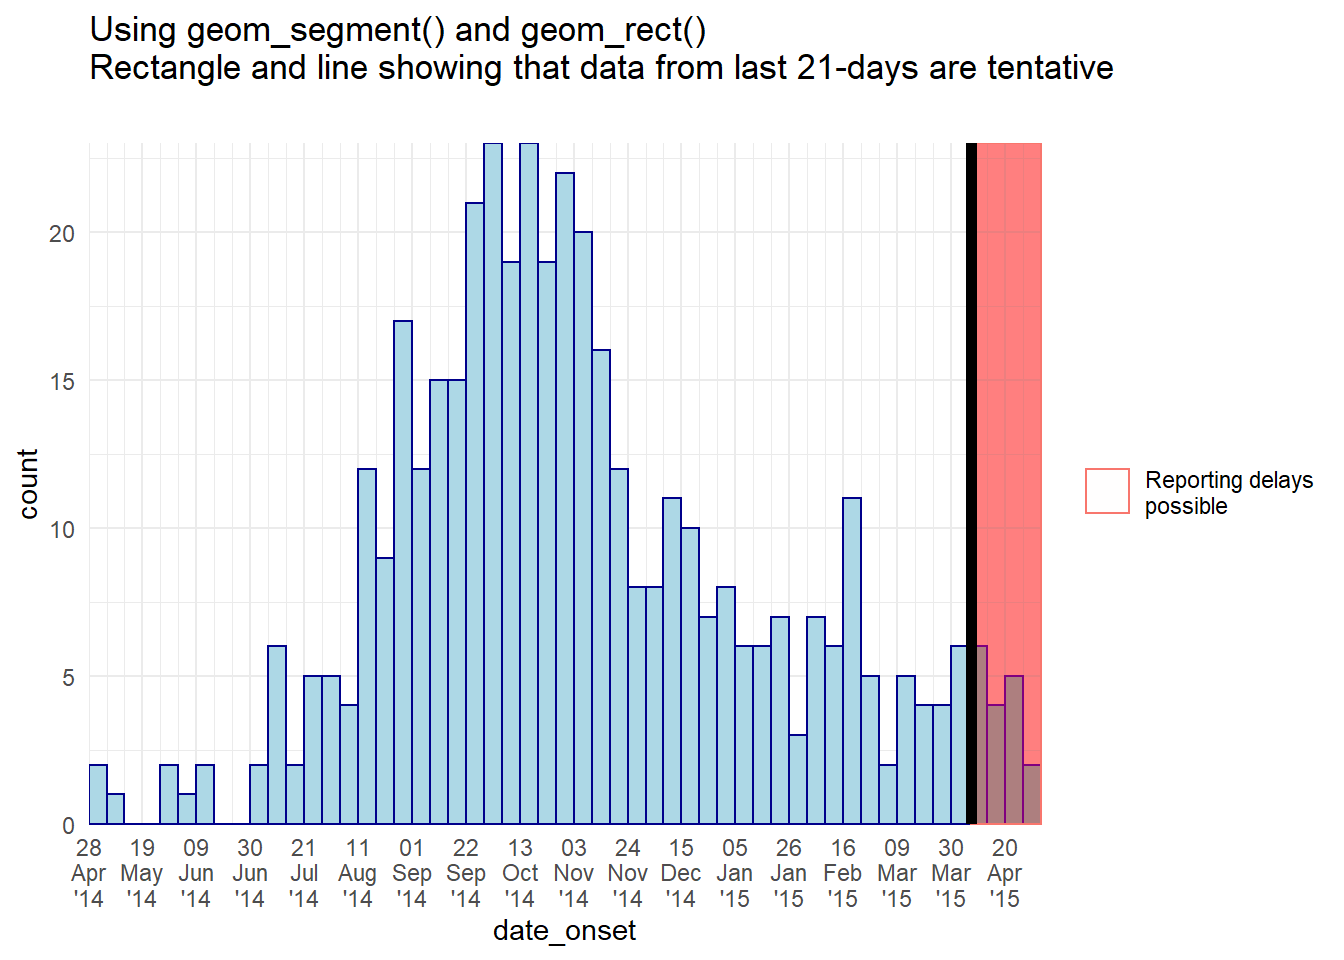 Using geom_segment() and geom_rect()
Rectangle and line showing that data from last 21-days are tentative
20
15
10
5
0
count
28 19 09 30 21 11 01 22 13 03 24 15 05 26 16 09 30 20
Apr May Jun Jun Jul Aug Sep Sep Oct Nov Nov Dec Jan Jan Feb Mar Mar Apr
'14 '14 '14 '14 '14 '14 '14 '14 '14 '14 '14 '14 '15 '15 '15 '15 '15 '15
date_onset
Reporting delays
possible